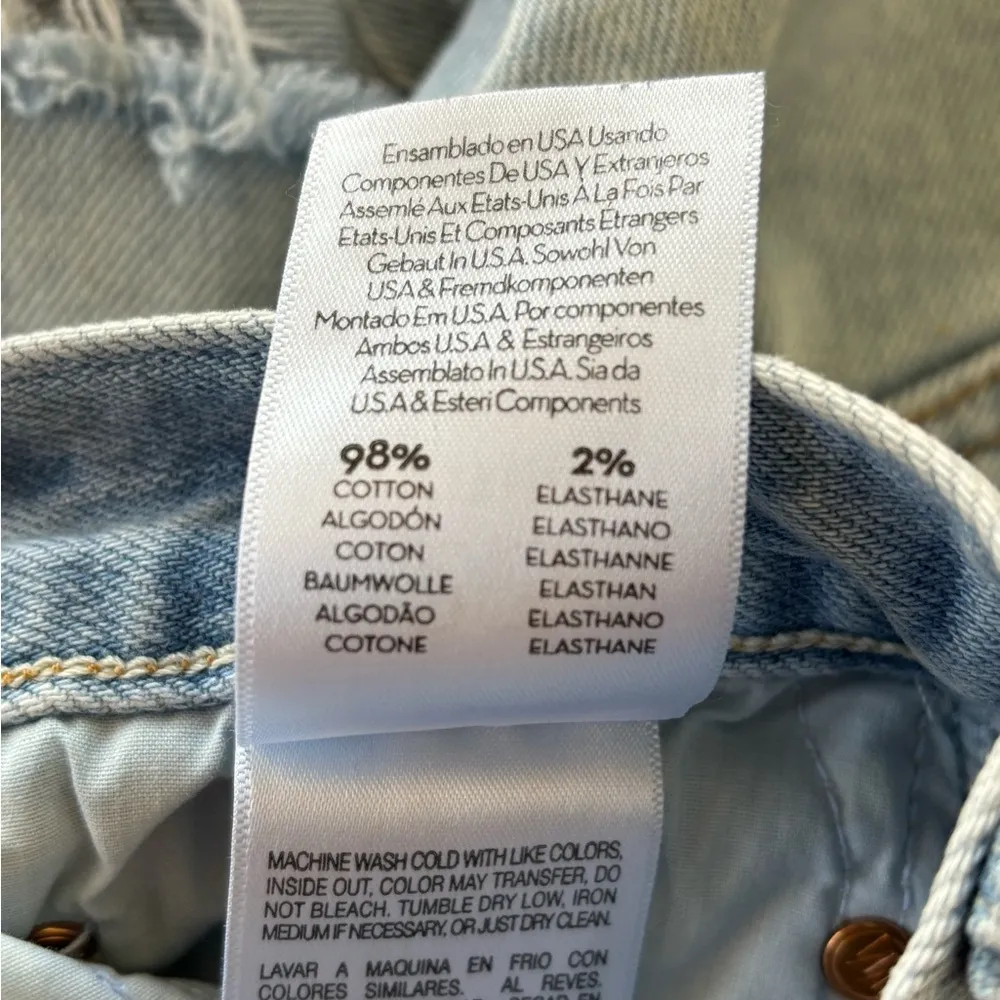 Ensamblado en USA Usando
Componentes De USA Y Extranjeros
Assemlé Aux Etats-Unis À La Fois Par
Etats-Unis Et Composants Étrangers
Gebaut In U.S.A. Sowohl Von
USA & Fremdkomponenten
Montado Em U.S.A. Por componentes
Ambos U.S.A & Estrangeiros
Assemblato In U.S.A. Sia da
U.S.A & Esteri Components
98% 2%
COTTON ELASTHANE
ALGODÓN ELASTHANO
COTON ELASTHANNE
BAUMWOLLE ELASTHAN
ALGODÃO ELASTHANO
COTONE ELASTHANE
MACHINE WASH COLD WITH LIKE COLORS,
INSIDE OUT, COLOR MAY TRANSFER, DO
NOT BLEACH. TUMBLE DRY LOW, IRON
MEDIUM IF NECESSARY, OR JUST DRY CLEAN.
LAVAR A MAQUINA EN FRIO CON
COLORES SIMILARES. AL REVES.
SECAR EN